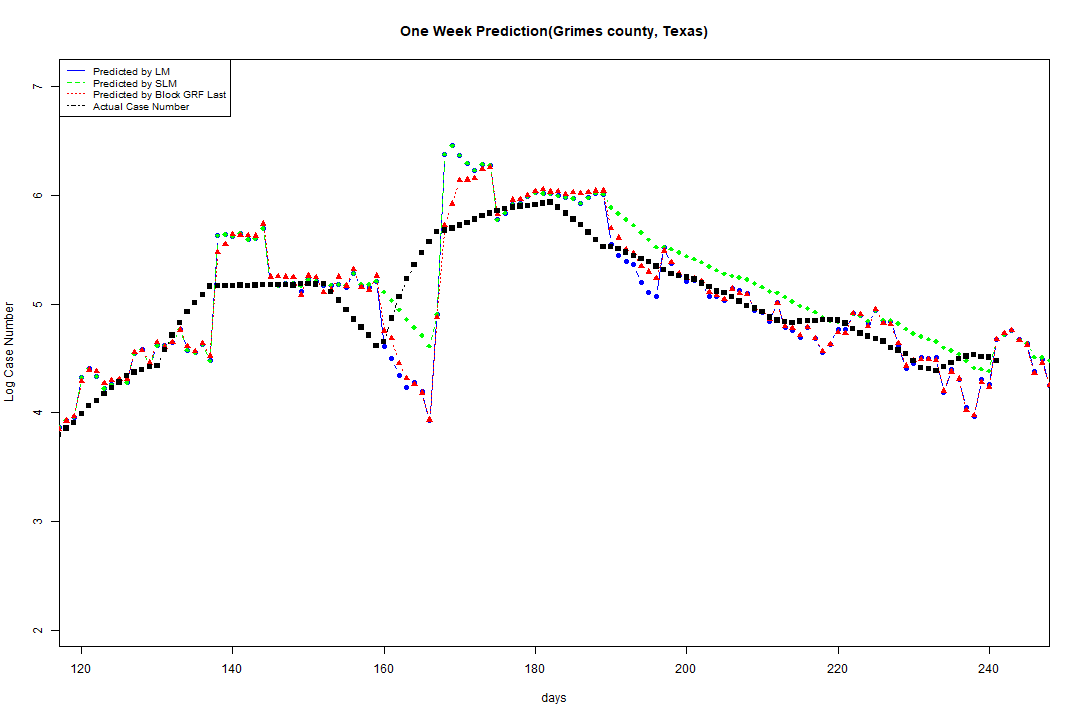 One Week Prediction(Grimes county, Texas)
Predicted by LM
Predicted by SLM
Predicted by Block GRF Last
Actual Case Number
7
6
5
4
3
2
Log Case Number
120 140 160 180 200 220 240
days